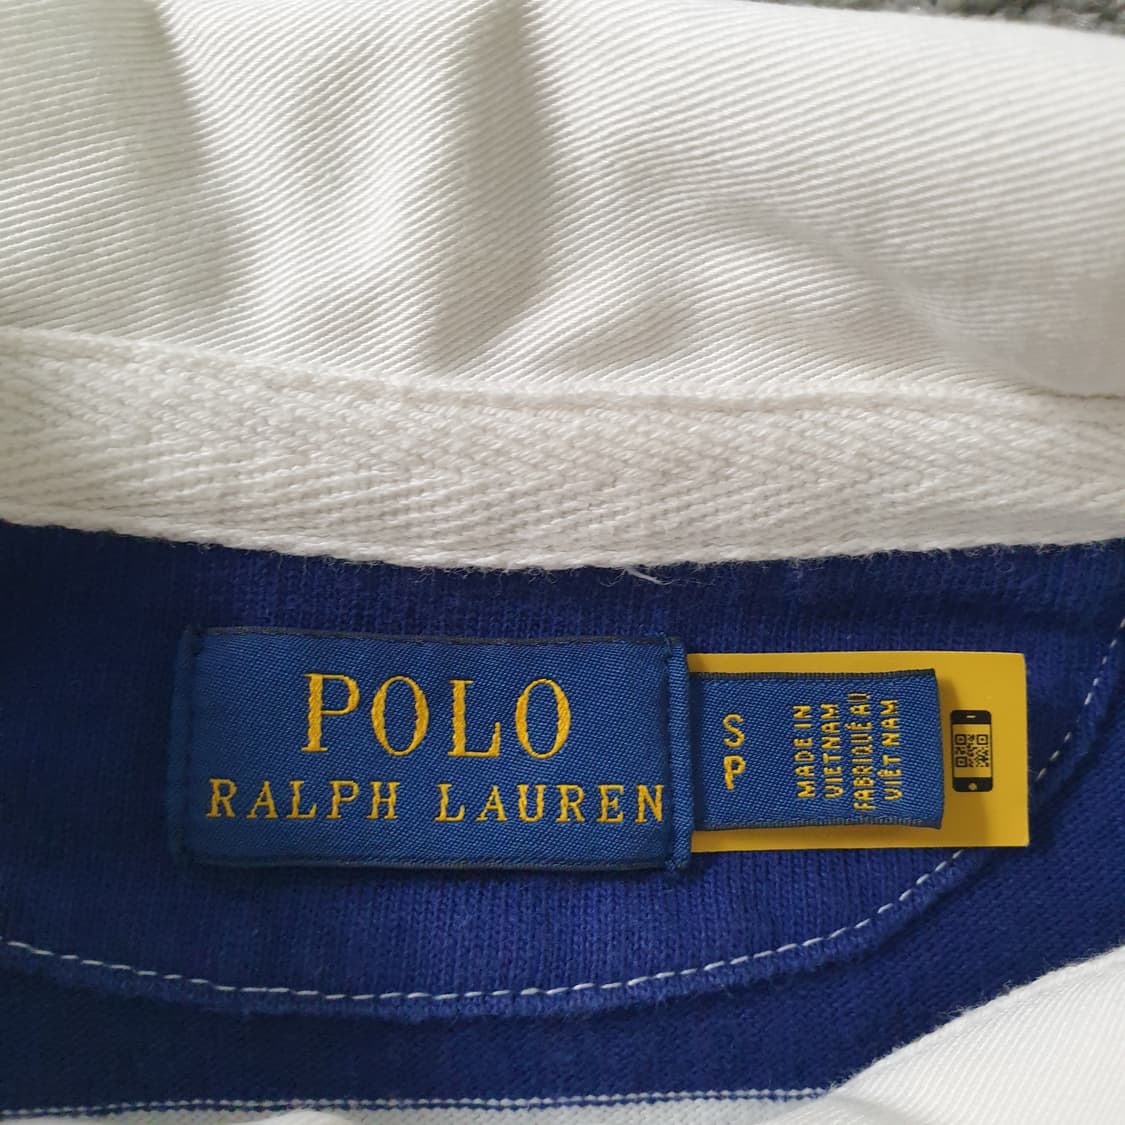 POLO
RALPH LAUREN
S
P
MADE IN
VIETNAM
FABRIQUÉ AU
VIÊT NAM